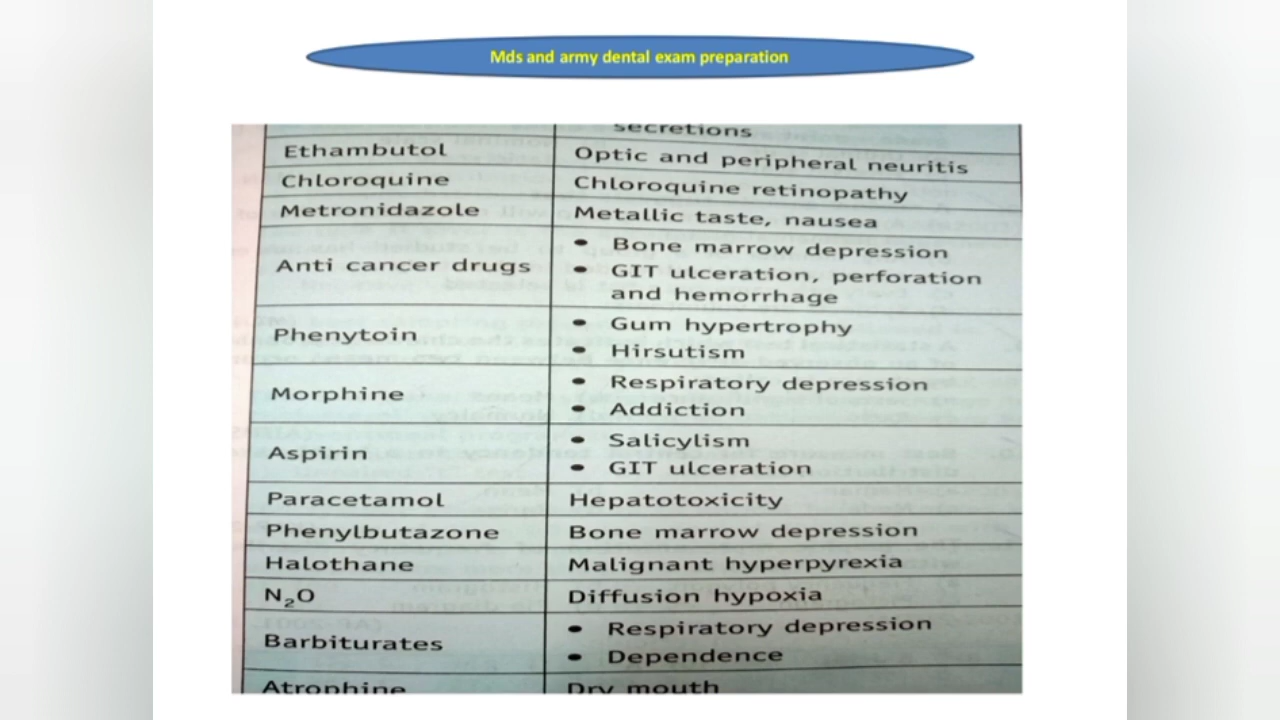 Mds and army dental exam preparation
secretions
Ethambutol Optic and peripheral neuritis
Chloroquine Chloroquine retinopathy
Metronidazole Metallic taste, nausea
Anti cancer drugs
• Bone marrow depression
• GIT ulceration, perforation
and hemorrhage
Phenytoin
• Gum hypertrophy
• Hirsutism
Morphine
• Respiratory depression
• Addiction
Aspirin
• Salicylism
• GIT ulceration
Paracetamol Hepatotoxicity
Phenylbutazone Bone marrow depression
Halothane Malignant hyperpyrexia
N₂O Diffusion hypoxia
Barbiturates
• Respiratory depression
• Dependence
Atrophine Dry mouth